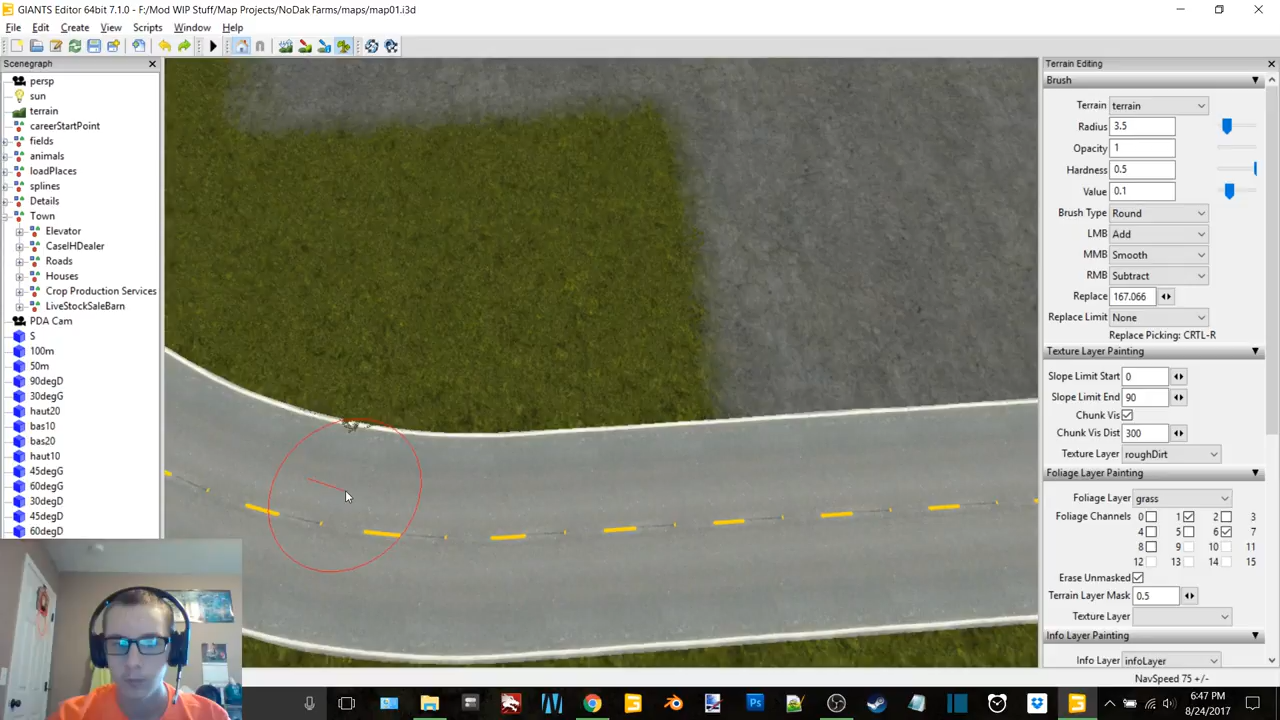 GIANTS Editor 64bit 7.1.0 - F:/Mod WIP Stuff/Map Projects/NoDak Farms/maps/map01.i3d
File Edit Create View Scripts Window Help
Scenegraph
persp
sun
terrain
careerStartPoint
fields
animals
loadPlaces
splines
Details
Town
Elevator
CaseIHDealer
Roads
Houses
Crop Production Services
LiveStockSaleBarn
PDA Cam
S
100m
50m
90degD
30degG
haut20
bas10
bas20
haut10
45degG
60degG
30degD
45degD
60degD
Terrain Editing
Brush
Terrain terrain
Radius 3.5
Opacity 1
Hardness 0.5
Value 0.1
Brush Type Round
LMB Add
MMB Smooth
RMB Subtract
Replace 167.066
Replace Limit None
Replace Picking: CRTL-R
Texture Layer Painting
Slope Limit Start 0
Slope Limit End 90
Chunk Vis
Chunk Vis Dist 300
Texture Layer roughDirt
Foliage Layer Painting
Foliage Layer grass
Foliage Channels 0 1 2 3
4 5 6 7
8 9 10 11
12 13 14 15
Erase Unmasked
Terrain Layer Mask 0.5
Texture Layer
Info Layer Painting
Info Layer infoLayer
NavSpeed 75 +/-
6:47 PM
8/24/2017